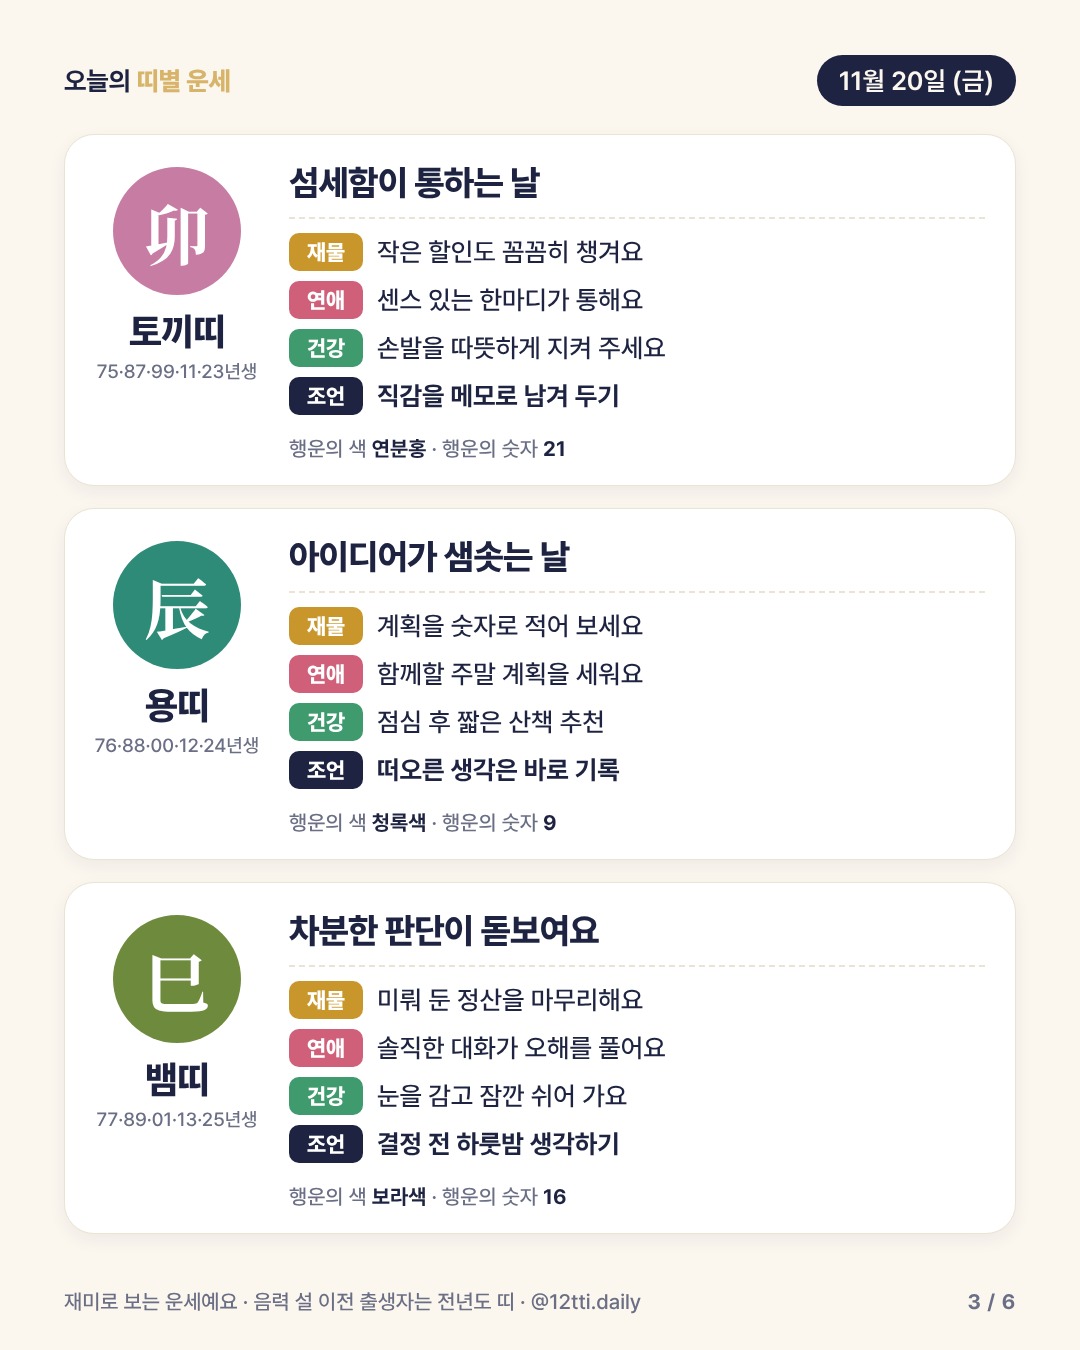 오늘의 띠별 운세
11월 20일 (금)
卯
토끼띠
75·87·99·11·23년생
섬세함이 통하는 날
재물 작은 할인도 꼼꼼히 챙겨요
연애 센스 있는 한마디가 통해요
건강 손발을 따뜻하게 지켜 주세요
조언 직감을 메모로 남겨 두기
행운의 색 연분홍 · 행운의 숫자 21
辰
용띠
76·88·00·12·24년생
아이디어가 샘솟는 날
재물 계획을 숫자로 적어 보세요
연애 함께할 주말 계획을 세워요
건강 점심 후 짧은 산책 추천
조언 떠오른 생각은 바로 기록
행운의 색 청록색 · 행운의 숫자 9
巳
뱀띠
77·89·01·13·25년생
차분한 판단이 돋보여요
재물 미뤄 둔 정산을 마무리해요
연애 솔직한 대화가 오해를 풀어요
건강 눈을 감고 잠깐 쉬어 가요
조언 결정 전 하룻밤 생각하기
행운의 색 보라색 · 행운의 숫자 16
재미로 보는 운세예요 · 음력 설 이전 출생자는 전년도 띠 · @12tti.daily
3 / 6